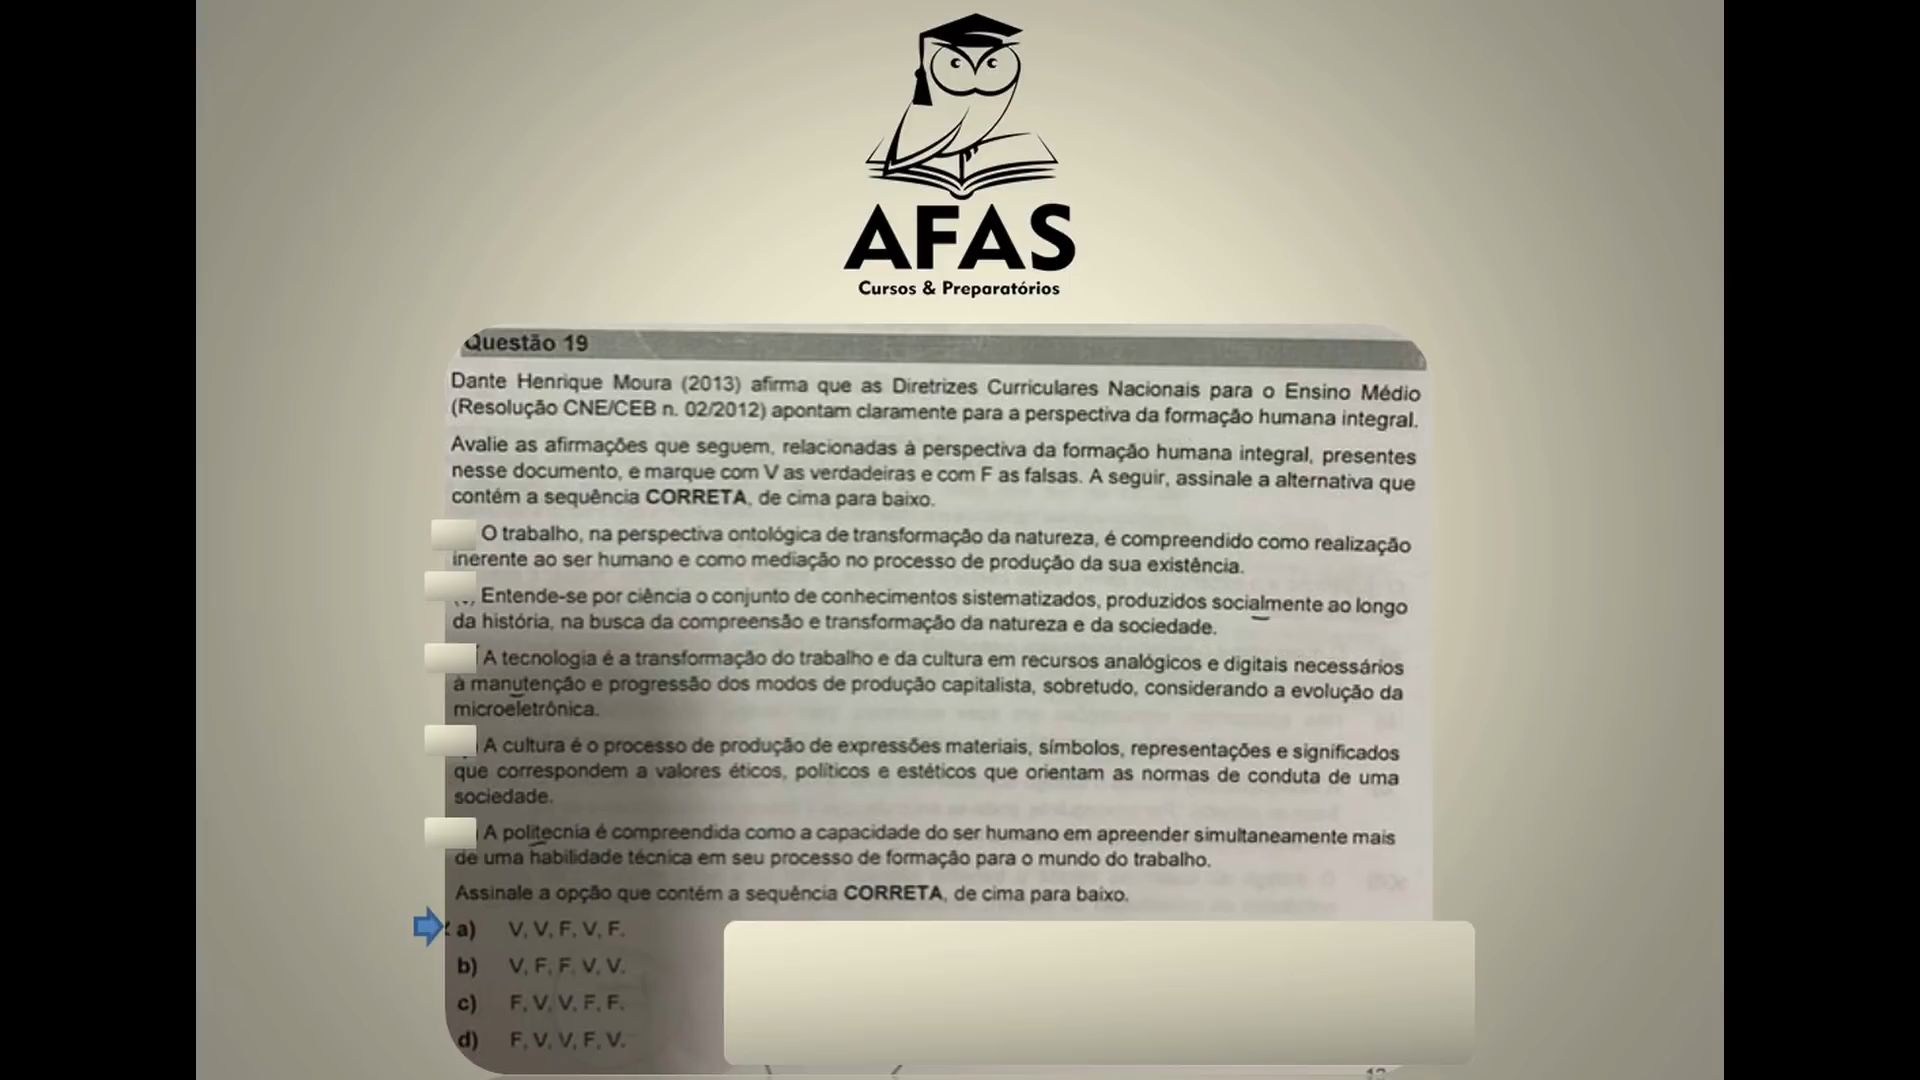 AFAS
Cursos & Preparatórios
Questão 19
Dante Henrique Moura (2013) afirma que as Diretrizes Curriculares Nacionais para o Ensino Médio
(Resolução CNE/CEB n. 02/2012) apontam claramente para a perspectiva da formação humana integral.
Avalie as afirmações que seguem, relacionadas à perspectiva da formação humana integral, presentes
nesse documento, e marque com V as verdadeiras e com F as falsas. A seguir, assinale a alternativa que
contém a sequência CORRETA, de cima para baixo.
O trabalho, na perspectiva ontológica de transformação da natureza, é compreendido como realização
inerente ao ser humano e como mediação no processo de produção da sua existência.
Entende-se por ciência o conjunto de conhecimentos sistematizados, produzidos socialmente ao longo
da história, na busca da compreensão e transformação da natureza e da sociedade.
A tecnologia é a transformação do trabalho e da cultura em recursos analógicos e digitais necessários
à manutenção e progressão dos modos de produção capitalista, sobretudo, considerando a evolução da
microeletrônica.
A cultura é o processo de produção de expressões materiais, símbolos, representações e significados
que correspondem a valores éticos, políticos e estéticos que orientam as normas de conduta de uma
sociedade.
) A politecnia é compreendida como a capacidade do ser humano em apreender simultaneamente mais
de uma habilidade técnica em seu processo de formação para o mundo do trabalho.
Assinale a opção que contém a sequência CORRETA, de cima para baixo.
a) V, V, F, V, F.
b) V, F, F, V, V.
c) F, V, V, F, F.
d) F, V, V, F, V.